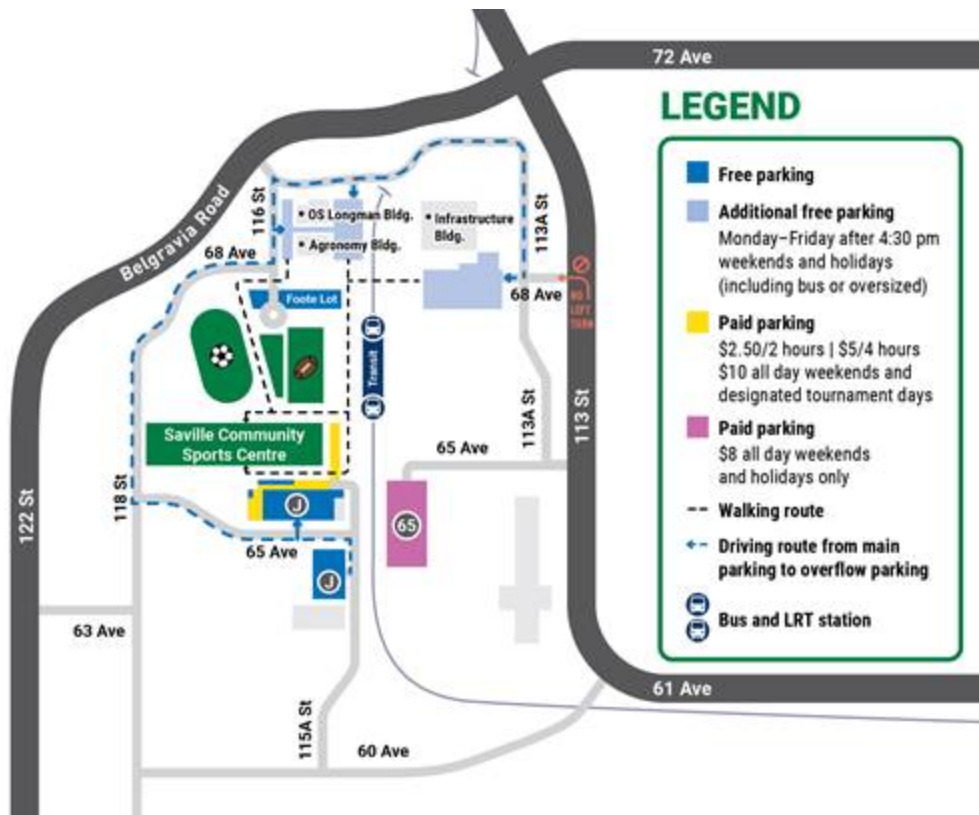 72 Ave
LEGEND
Free parking
Additional free parking
Monday–Friday after 4:30 pm
weekends and holidays
(including bus or oversized)
Paid parking
$2.50/2 hours | $5/4 hours
$10 all day weekends and
designated tournament days
Paid parking
$8 all day weekends
and holidays only
Walking route
Driving route from main
parking to overflow parking
Bus and LRT station
Belgravia Road
116 St
OS Longman Bldg.
Agronomy Bldg.
Infrastructure
Bldg.
113A St
68 Ave
68 Ave
NO
LEFT
TURN
Foote Lot
Transit
113A St
113 St
Saville Community
Sports Centre
65 Ave
118 St
122 St
J
65
65 Ave
J
63 Ave
61 Ave
115A St
60 Ave